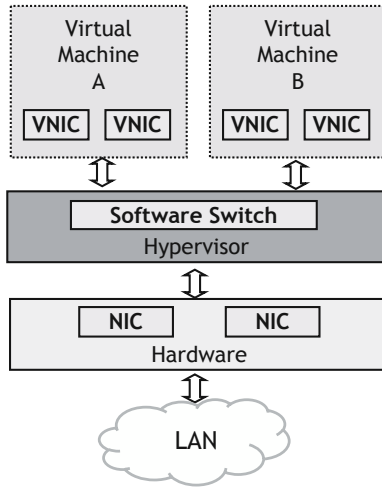 Virtual Machine A
VNIC VNIC
Virtual Machine B
VNIC VNIC
Software Switch
Hypervisor
NIC NIC
Hardware
LAN